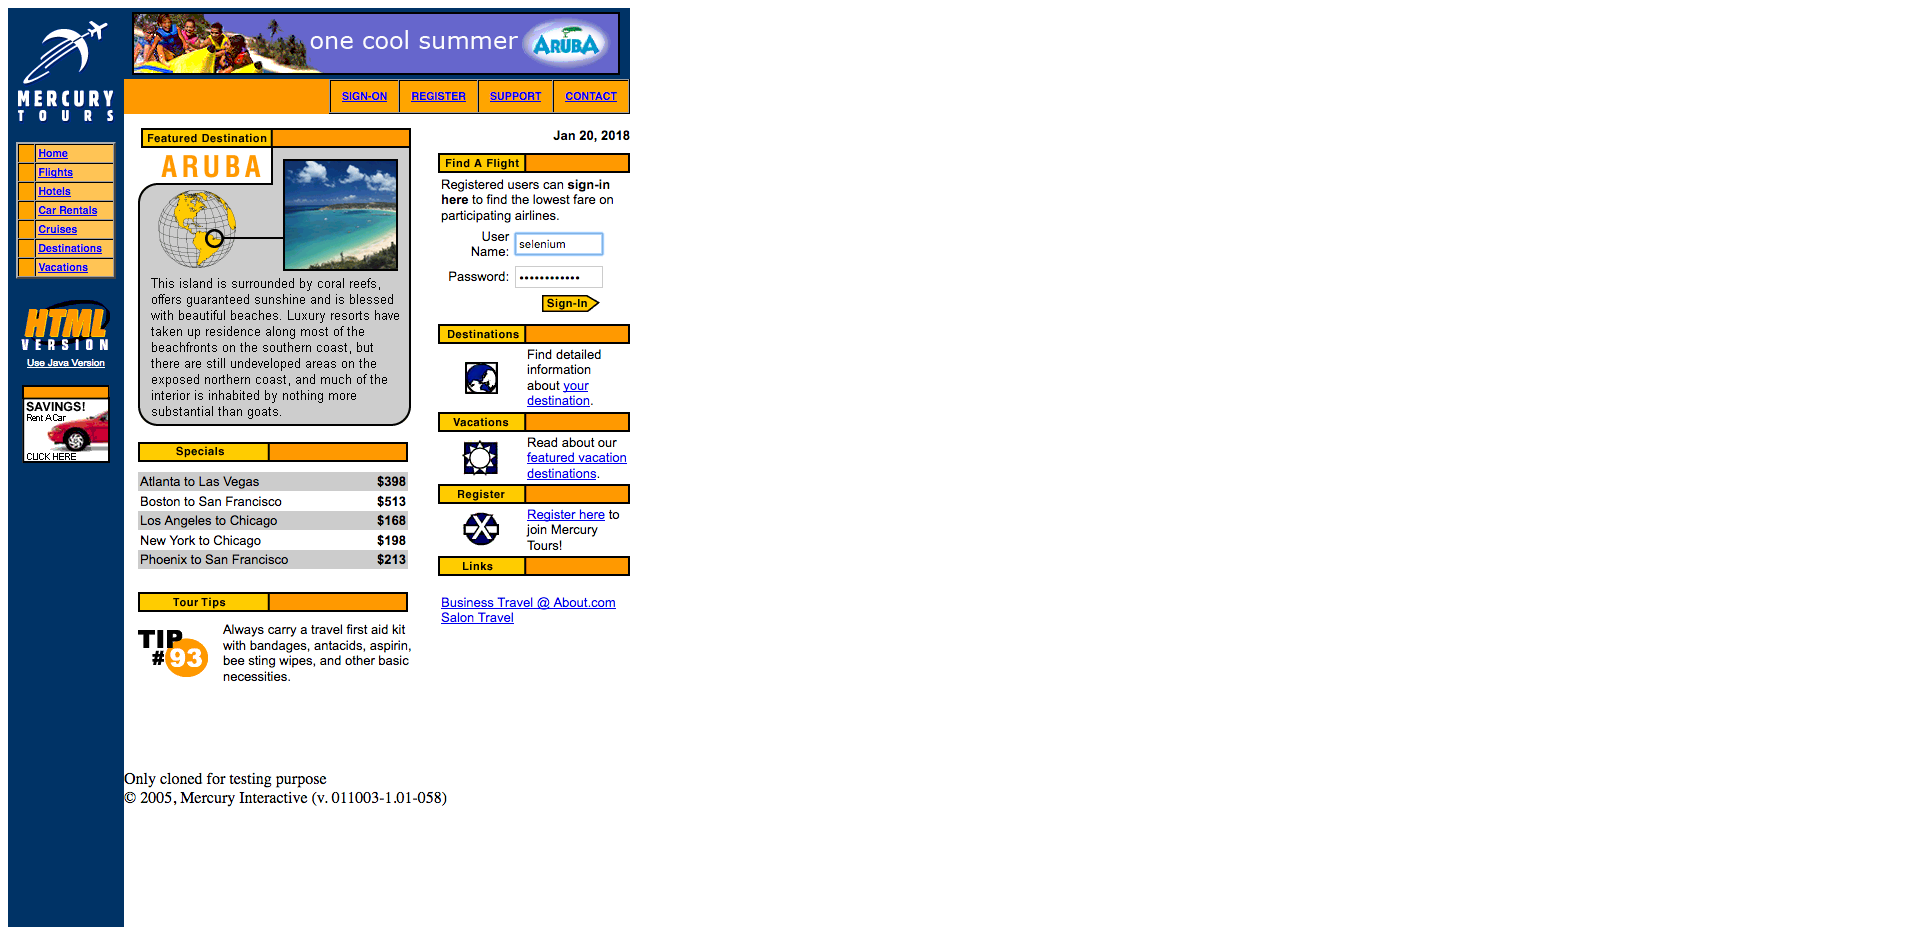 MERCURY
TOURS
one cool summer
ARUBA
SIGN-ON
REGISTER
SUPPORT
CONTACT
Home
Flights
Hotels
Car Rentals
Cruises
Destinations
Vacations
HTML
VERSION
Use Java Version
SAVINGS!
Rent A Car
CLICK HERE
Featured Destination
ARUBA
This island is surrounded by coral reefs,
offers guaranteed sunshine and is blessed
with beautiful beaches. Luxury resorts have
taken up residence along most of the
beachfronts on the southern coast, but
there are still undeveloped areas on the
exposed northern coast, and much of the
interior is inhabited by nothing more
substantial than goats.
Specials
Atlanta to Las Vegas $398
Boston to San Francisco $513
Los Angeles to Chicago $168
New York to Chicago $198
Phoenix to San Francisco $213
Tour Tips
TIP
#93
Always carry a travel first aid kit
with bandages, antacids, aspirin,
bee sting wipes, and other basic
necessities.
Jan 20, 2018
Find A Flight
Registered users can sign-in
here to find the lowest fare on
participating airlines.
User
Name: selenium
Password: ••••••••••••
Sign-In
Destinations
Find detailed
information
about your
destination.
Vacations
Read about our
featured vacation
destinations.
Register
Register here to
join Mercury
Tours!
Links
Business Travel @ About.com
Salon Travel
Only cloned for testing purpose
© 2005, Mercury Interactive (v. 011003-1.01-058)